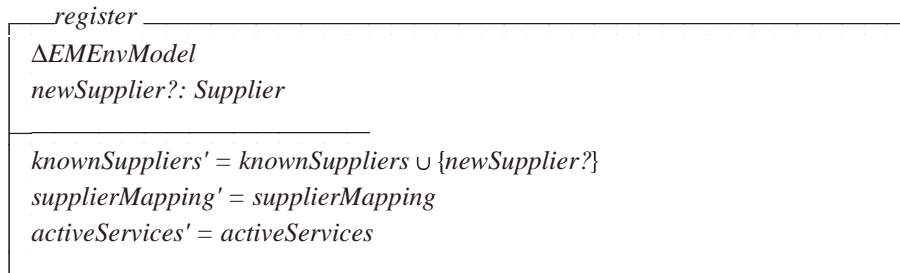 register
ΔEMEnvModel
newSupplier?: Supplier
knownSuppliers' = knownSuppliers ∪ {newSupplier?}
supplierMapping' = supplierMapping
activeServices' = activeServices